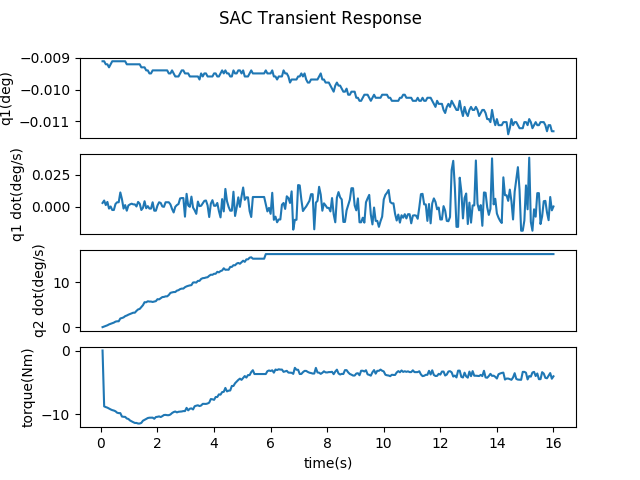 SAC Transient Response
−0.009
−0.010
−0.011
q1(deg)
0.025
0.000
q1 dot(deg/s)
10
0
q2 dot(deg/s)
0
−10
torque(Nm)
0 2 4 6 8 10 12 14 16
time(s)